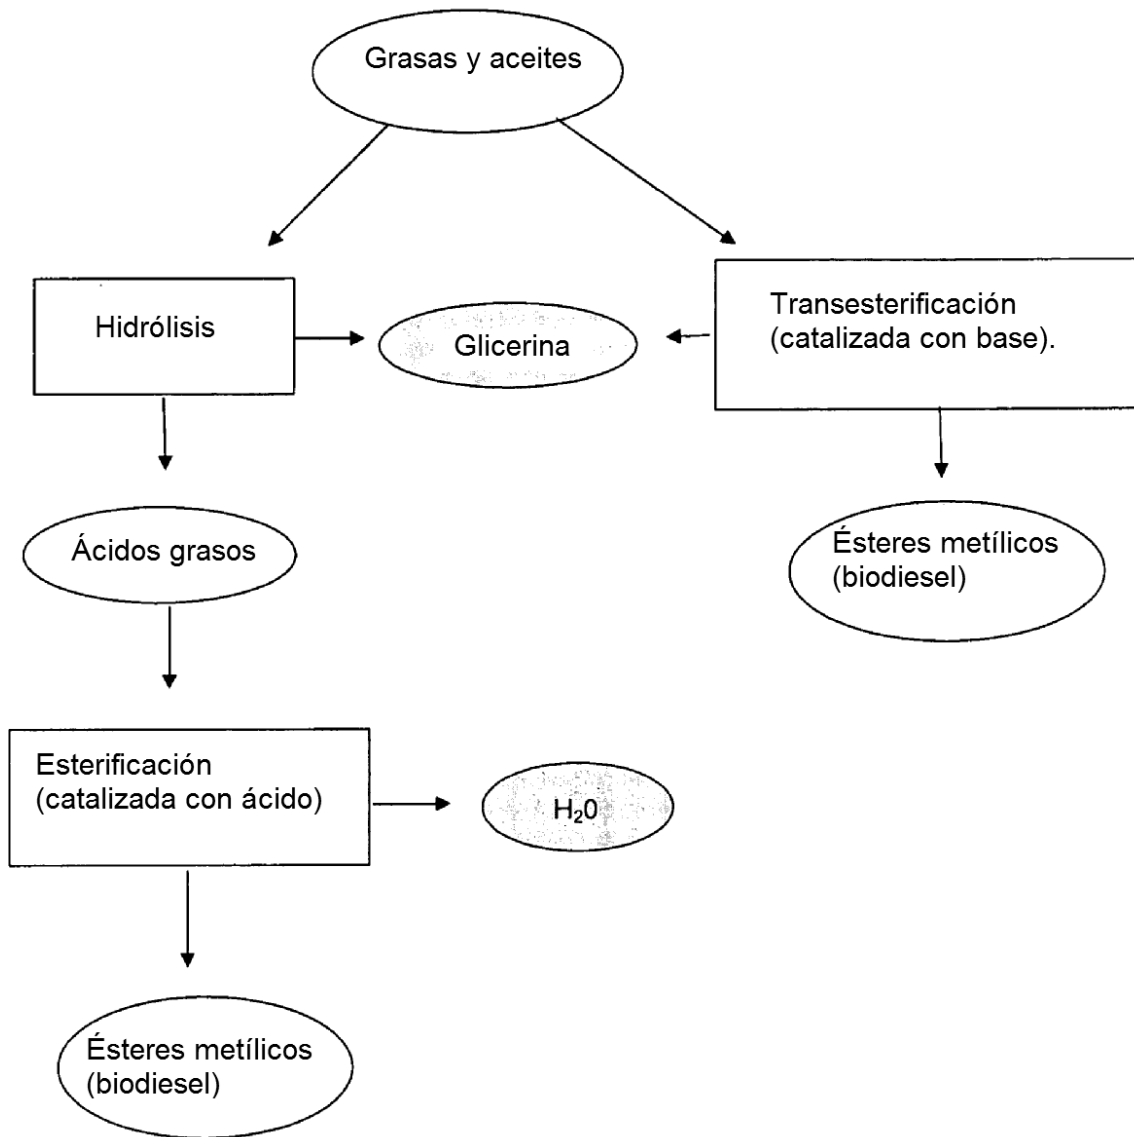 Grasas y aceites
Hidrólisis
Glicerina
Transesterificación
(catalizada con base).
Ácidos grasos
Ésteres metílicos
(biodiesel)
Esterificación
(catalizada con ácido)
H₂0
Ésteres metílicos
(biodiesel)